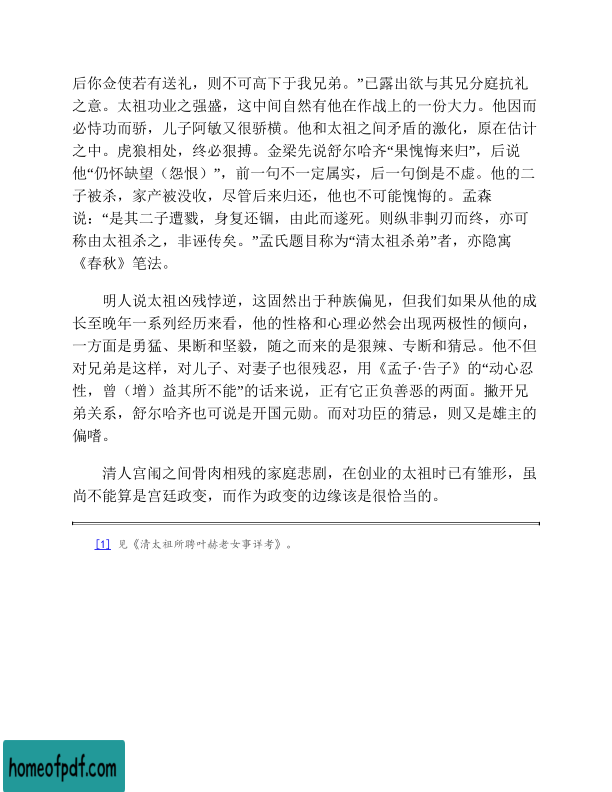 后你佥使若有送礼，则不可高下于我兄弟。”已露出欲与其兄分庭抗礼
之意。太祖功业之强盛，这中间自然有他在作战上的一份大力。他因而
必恃功而骄，儿子阿敏又很骄横。他和太祖之间矛盾的激化，原在估计
之中。虎狼相处，终必狠搏。金梁先说舒尔哈齐“果愧悔来归”，后说
他“仍怀缺望（怨恨）”，前一句不一定属实，后一句倒是不虚。他的二
子被杀，家产被没收，尽管后来归还，他也不可能愧悔的。孟森
说：“是其二子遭戮，身复还锢，由此而遂死。则纵非剚刃而终，亦可
称由太祖杀之，非诬传矣。”孟氏题目称为“清太祖杀弟”者，亦隐寓
《春秋》笔法。
明人说太祖凶残悖逆，这固然出于种族偏见，但我们如果从他的成
长至晚年一系列经历来看，他的性格和心理必然会出现两极性的倾向，
一方面是勇猛、果断和坚毅，随之而来的是狠辣、专断和猜忌。他不但
对兄弟是这样，对儿子、对妻子也很残忍，用《孟子·告子》的“动心忍
性，曾（增）益其所不能”的话来说，正有它正负善恶的两面。撇开兄
弟关系，舒尔哈齐也可说是开国元勋。而对功臣的猜忌，则又是雄主的
偏嗜。
清人宫闱之间骨肉相残的家庭悲剧，在创业的太祖时已有雏形，虽
尚不能算是宫廷政变，而作为政变的边缘该是很恰当的。
[1] 见《清太祖所聘叶赫老女事详考》。
homeofpdf.com